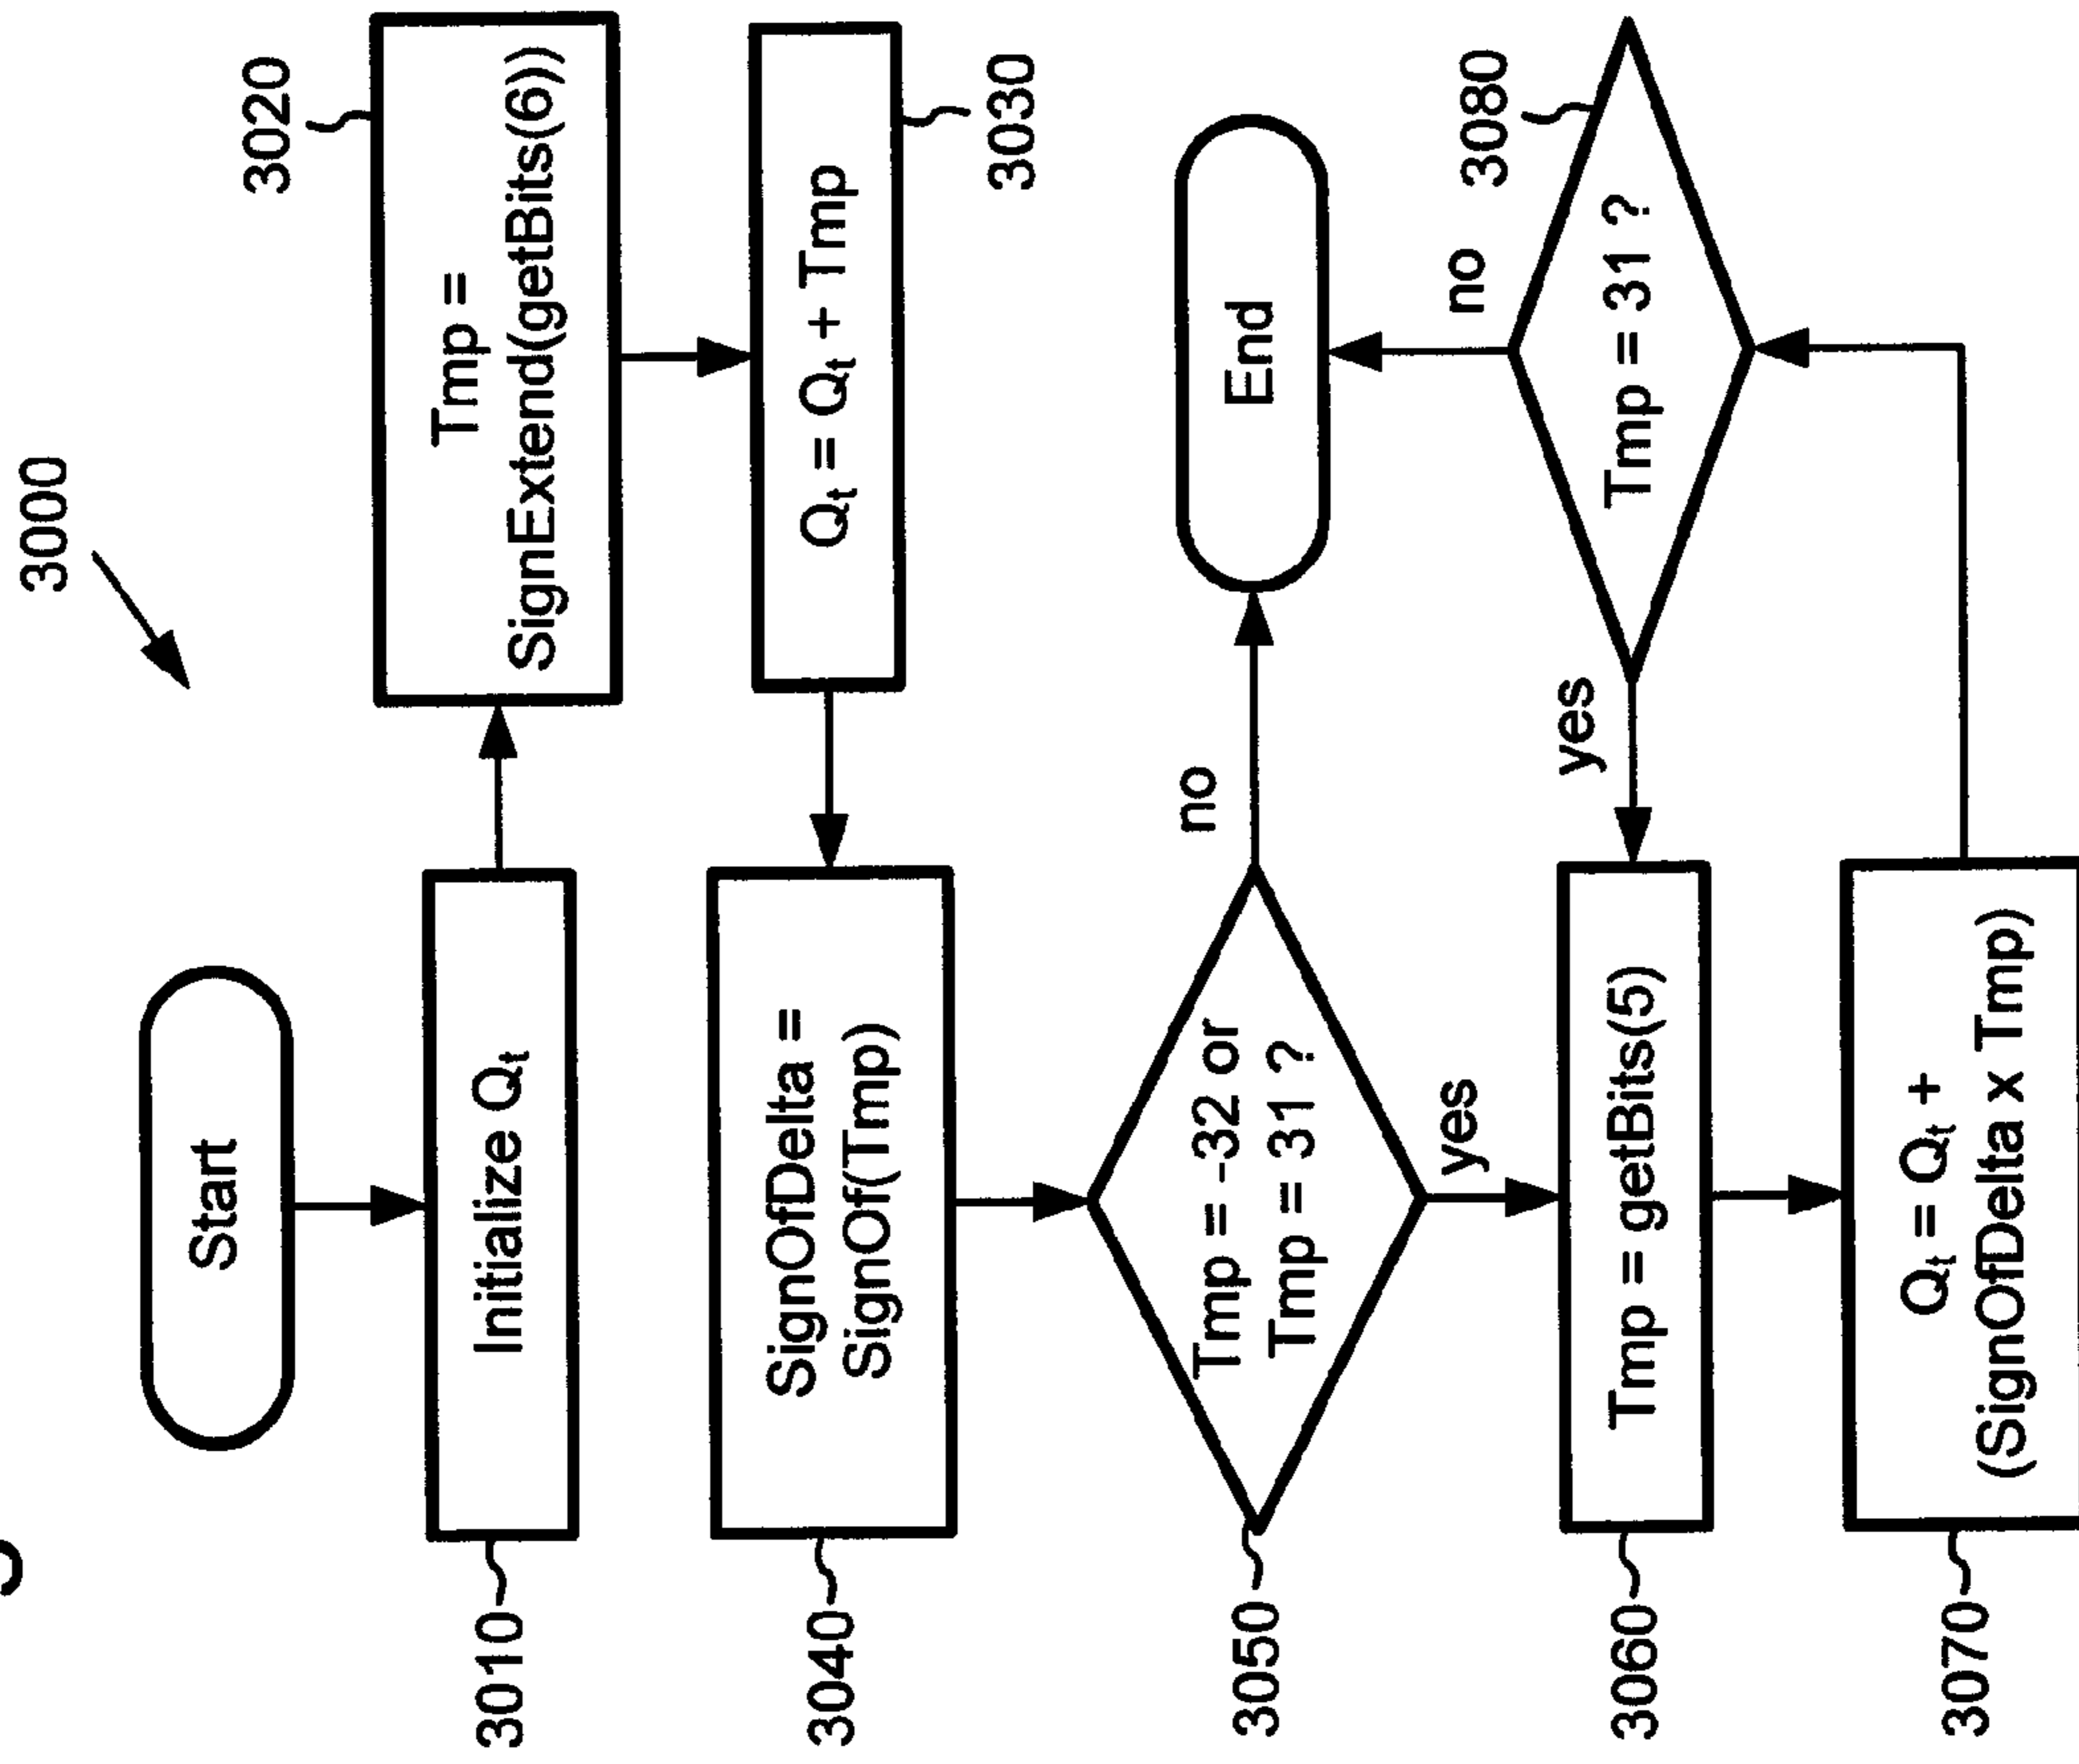 3000
Start
3010
Initialize Qt
3020
Tmp =
SignExtend(getBits(6))
3030
Qt = Qt + Tmp
3040
SignOfDelta =
SignOf(Tmp)
3050
Tmp = -32 or
Tmp = 31 ?
no
End
yes
3060
Tmp = getBits(5)
3070
Qt = Qt +
(SignOfDelta x Tmp)
3080
Tmp = 31 ?
no
yes